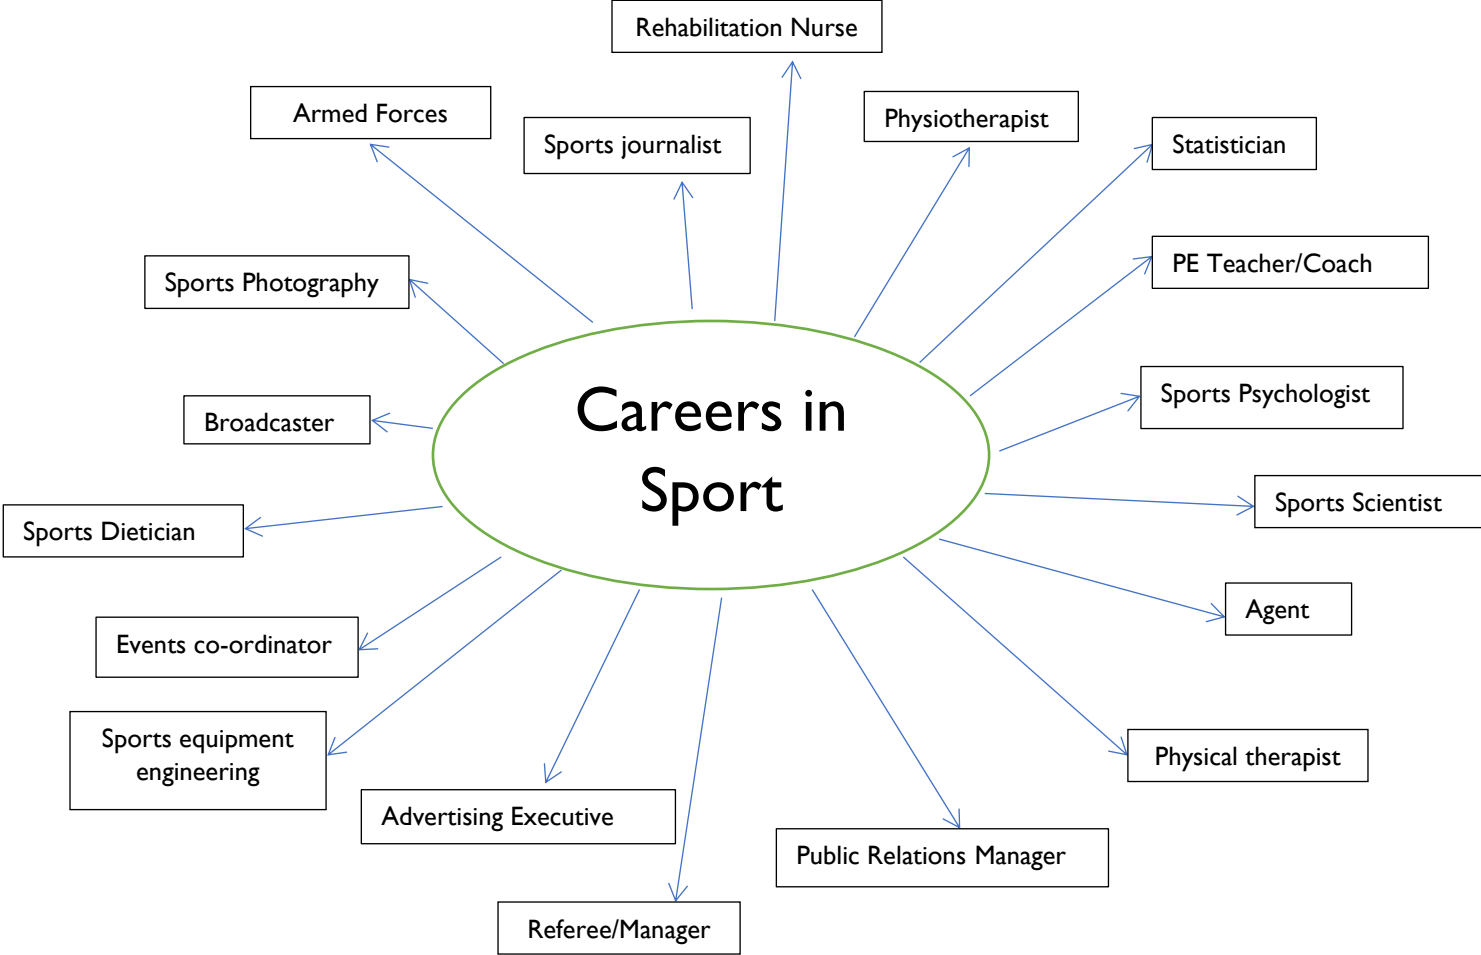 Rehabilitation Nurse
Armed Forces
Physiotherapist
Sports journalist
Statistician
PE Teacher/Coach
Sports Photography
Sports Psychologist
Careers in
Sport
Broadcaster
Sports Scientist
Sports Dietician
Agent
Events co-ordinator
Sports equipment
engineering
Physical therapist
Advertising Executive
Public Relations Manager
Referee/Manager